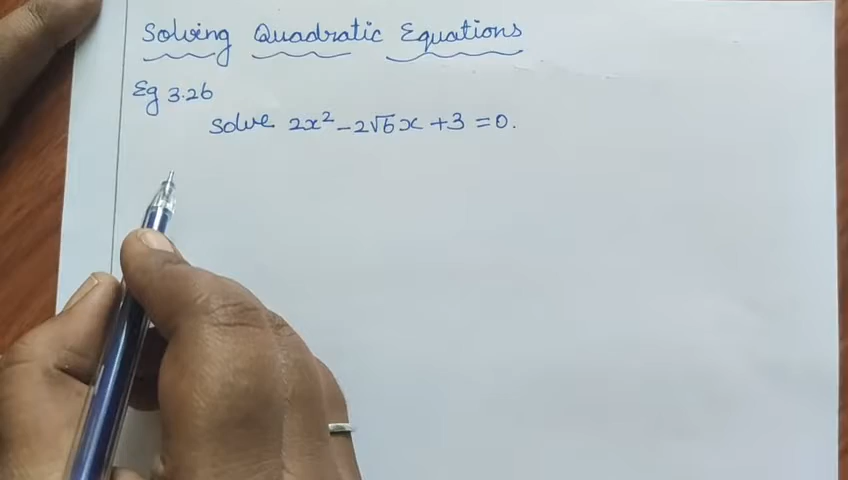 Solving Quadratic Equations
Eg 3.26
Solve 2x² - 2√6x + 3 = 0.